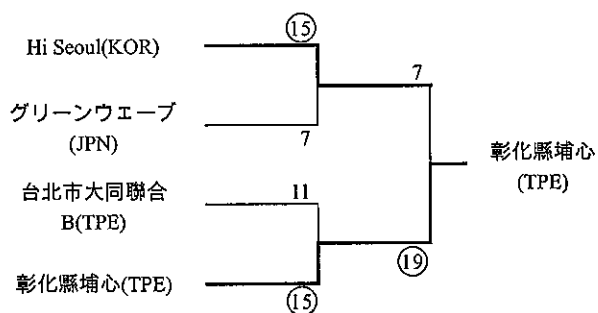 Hi Seoul(KOR)
⑮
7
グリーンウェーブ
(JPN)
7
彰化縣埔心
(TPE)
台北市大同聯合
B(TPE)
11
⑲
彰化縣埔心(TPE)
⑮